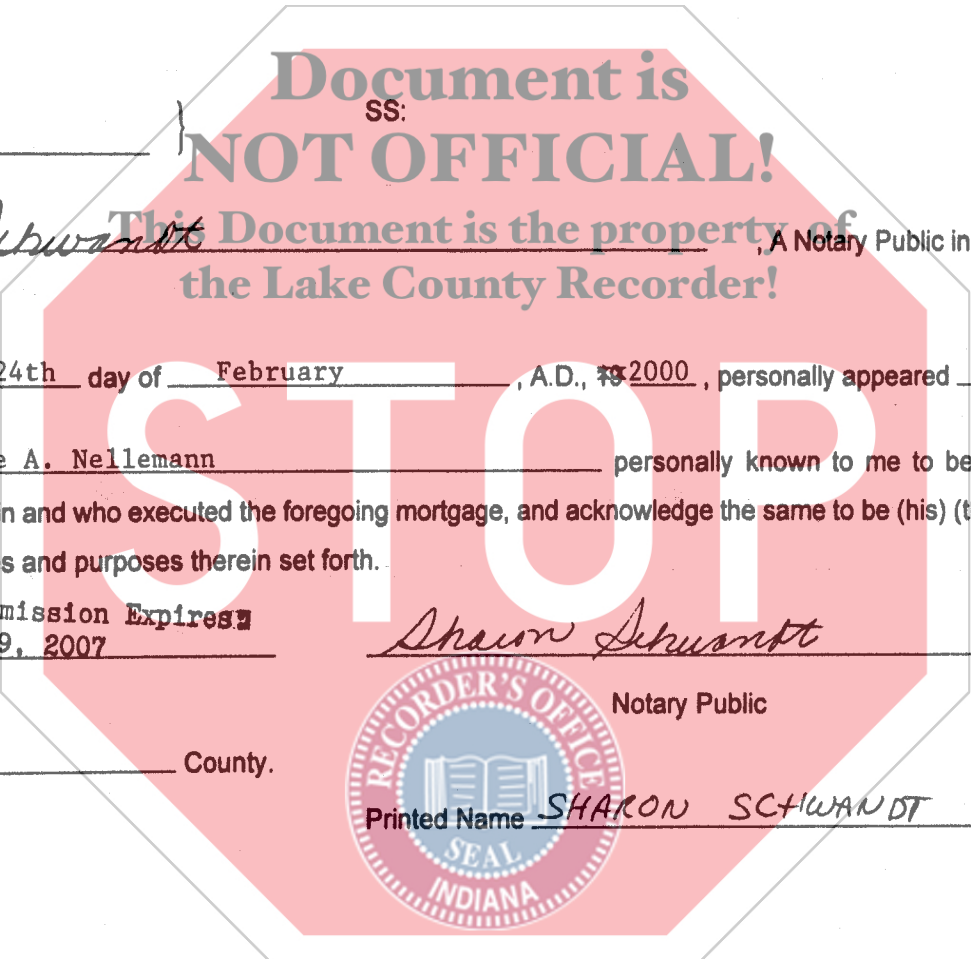 Document is
SS:
NOT OFFICIAL!
Schwandt
This Document is the property of
, A Notary Public in
the Lake County Recorder!
24th day of February , A.D., 2000 , personally appeared
e A. Nellemann personally known to me to be
n and who executed the foregoing mortgage, and acknowledge the same to be (his) (t
s and purposes therein set forth.
mission Expires
9, 2007
Sharon Schwandt
Notary Public
County.
Printed Name SHARON SCHWANDT
STOP
RECORDER'S OFFICE
SEAL
INDIANA